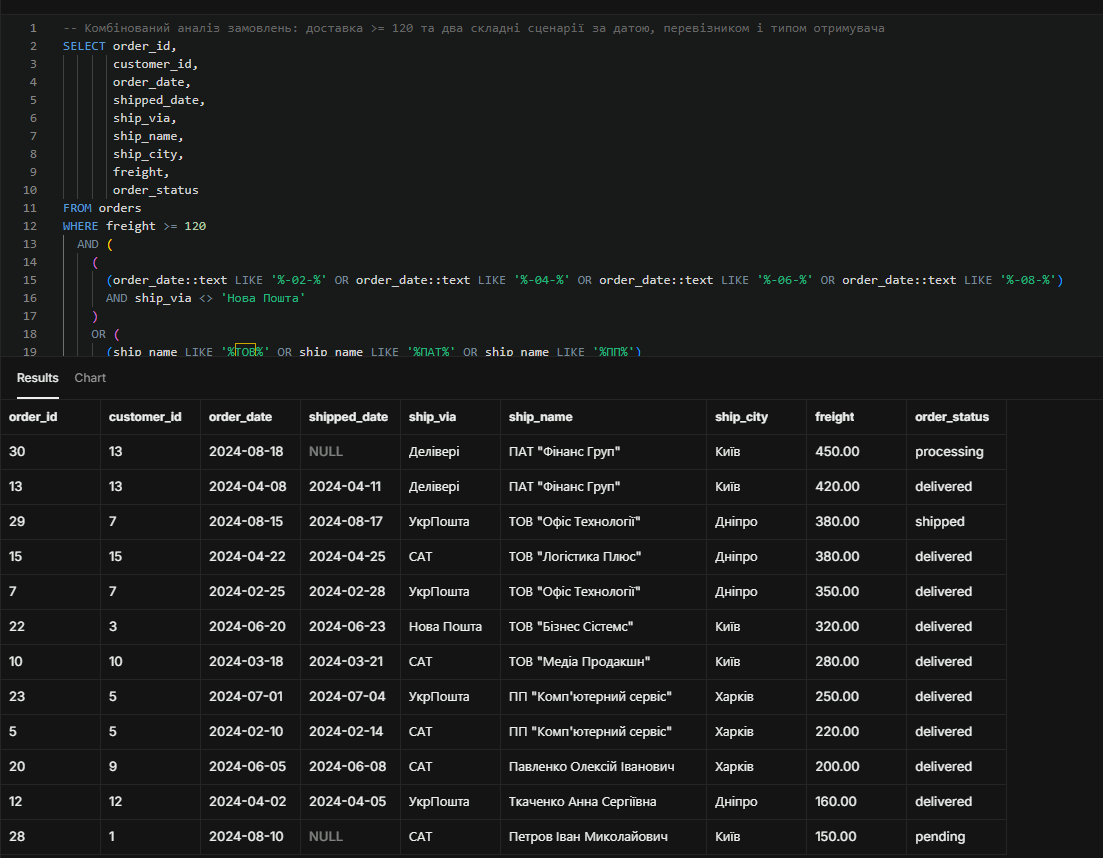 1 -- Комбінований аналіз замовлень: доставка >= 120 та два складні сценарії за датою, перевізником і типом отримувача
2 SELECT order_id,
3 customer_id,
4 order_date,
5 shipped_date,
6 ship_via,
7 ship_name,
8 ship_city,
9 freight,
10 order_status
11 FROM orders
12 WHERE freight >= 120
13 AND (
14 (
15 (order_date::text LIKE '%-02-%' OR order_date::text LIKE '%-04-%' OR order_date::text LIKE '%-06-%' OR order_date::text LIKE '%-08-%')
16 AND ship_via <> 'Нова Пошта'
17 )
18 OR (
19 (ship_name LIKE '%ТОВ%' OR ship_name LIKE '%ПАТ%' OR ship_name LIKE '%ПП%')
Results Chart
order_id customer_id order_date shipped_date ship_via ship_name ship_city freight order_status
30 13 2024-08-18 NULL Делівері ПАТ "Фінанс Груп" Київ 450.00 processing
13 13 2024-04-08 2024-04-11 Делівері ПАТ "Фінанс Груп" Київ 420.00 delivered
29 7 2024-08-15 2024-08-17 УкрПошта ТОВ "Офіс Технології" Дніпро 380.00 shipped
15 15 2024-04-22 2024-04-25 САТ ТОВ "Логістика Плюс" Дніпро 380.00 delivered
7 7 2024-02-25 2024-02-28 УкрПошта ТОВ "Офіс Технології" Дніпро 350.00 delivered
22 3 2024-06-20 2024-06-23 Нова Пошта ТОВ "Бізнес Сістемс" Київ 320.00 delivered
10 10 2024-03-18 2024-03-21 САТ ТОВ "Медіа Продакшн" Київ 280.00 delivered
23 5 2024-07-01 2024-07-04 УкрПошта ПП "Комп'ютерний сервіс" Харків 250.00 delivered
5 5 2024-02-10 2024-02-14 САТ ПП "Комп'ютерний сервіс" Харків 220.00 delivered
20 9 2024-06-05 2024-06-08 САТ Павленко Олексій Іванович Харків 200.00 delivered
12 12 2024-04-02 2024-04-05 УкрПошта Ткаченко Анна Сергіївна Дніпро 160.00 delivered
28 1 2024-08-10 NULL САТ Петров Іван Миколайович Київ 150.00 pending